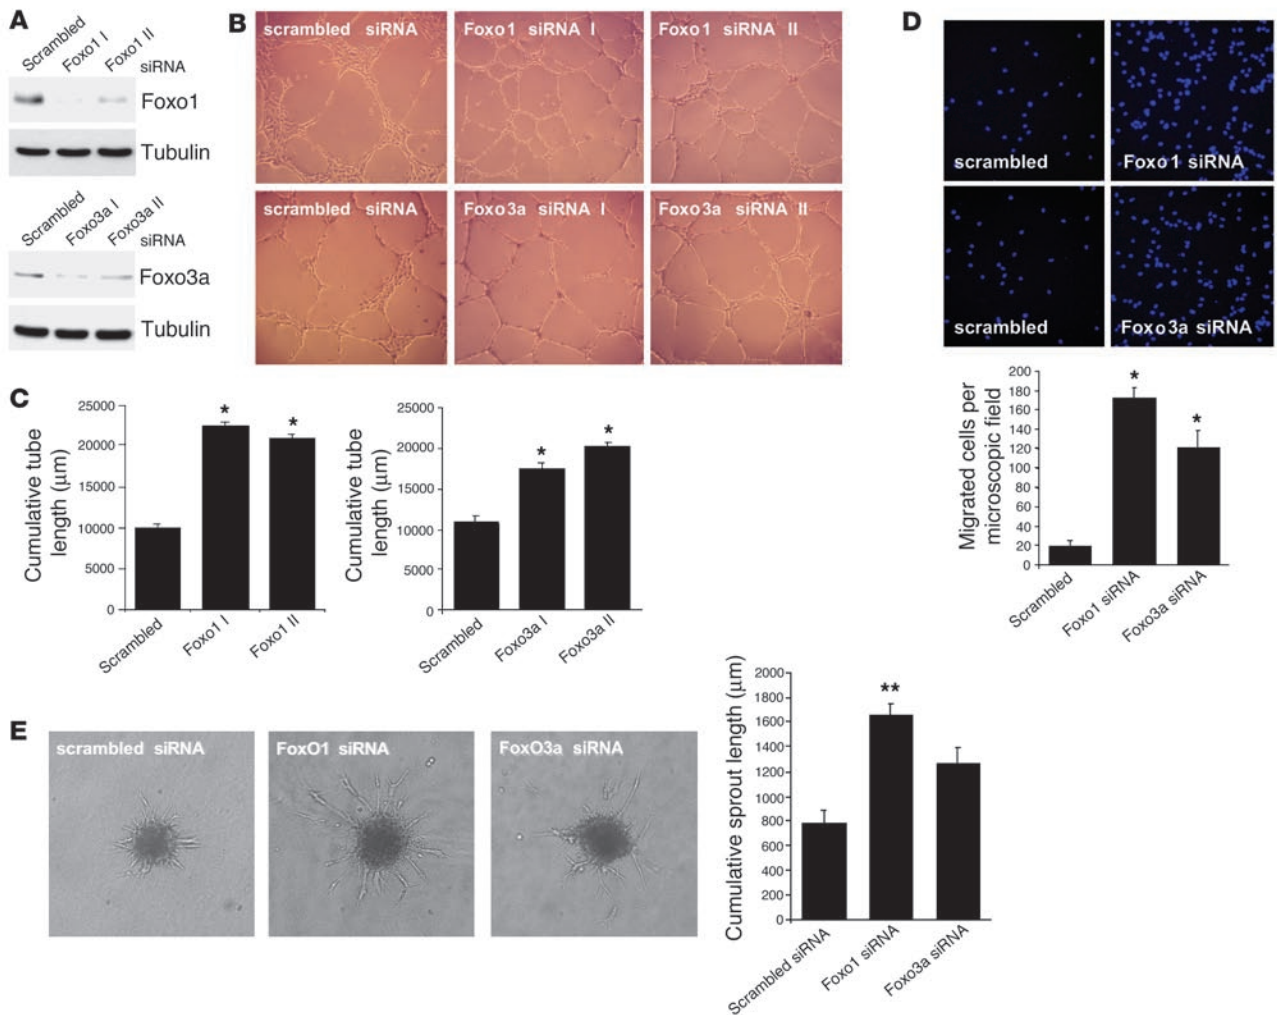 A
Scrambled
Foxo1 I
Foxo1 II
siRNA
Foxo1
Tubulin
Scrambled
Foxo3a I
Foxo3a II
siRNA
Foxo3a
Tubulin
B
scrambled siRNA
Foxo1 siRNA I
Foxo1 siRNA II
scrambled siRNA
Foxo3a siRNA I
Foxo3a siRNA II
C
Cumulative tube
length (μm)
25000
20000
15000
10000
5000
0
*
*
Scrambled
Foxo1 I
Foxo1 II
Cumulative tube
length (μm)
25000
20000
15000
10000
5000
0
*
*
Scrambled
Foxo3a I
Foxo3a II
D
scrambled
Foxo1 siRNA
scrambled
Foxo3a siRNA
Migrated cells per
microscopic field
200
180
160
140
120
100
80
60
40
20
0
*
*
Scrambled
Foxo1 siRNA
Foxo3a siRNA
E
scrambled siRNA
FoxO1 siRNA
FoxO3a siRNA
Cumulative sprout length (μm)
2000
1800
1600
1400
1200
1000
800
600
400
200
0
**
Scrambled siRNA
Foxo1 siRNA
Foxo3a siRNA